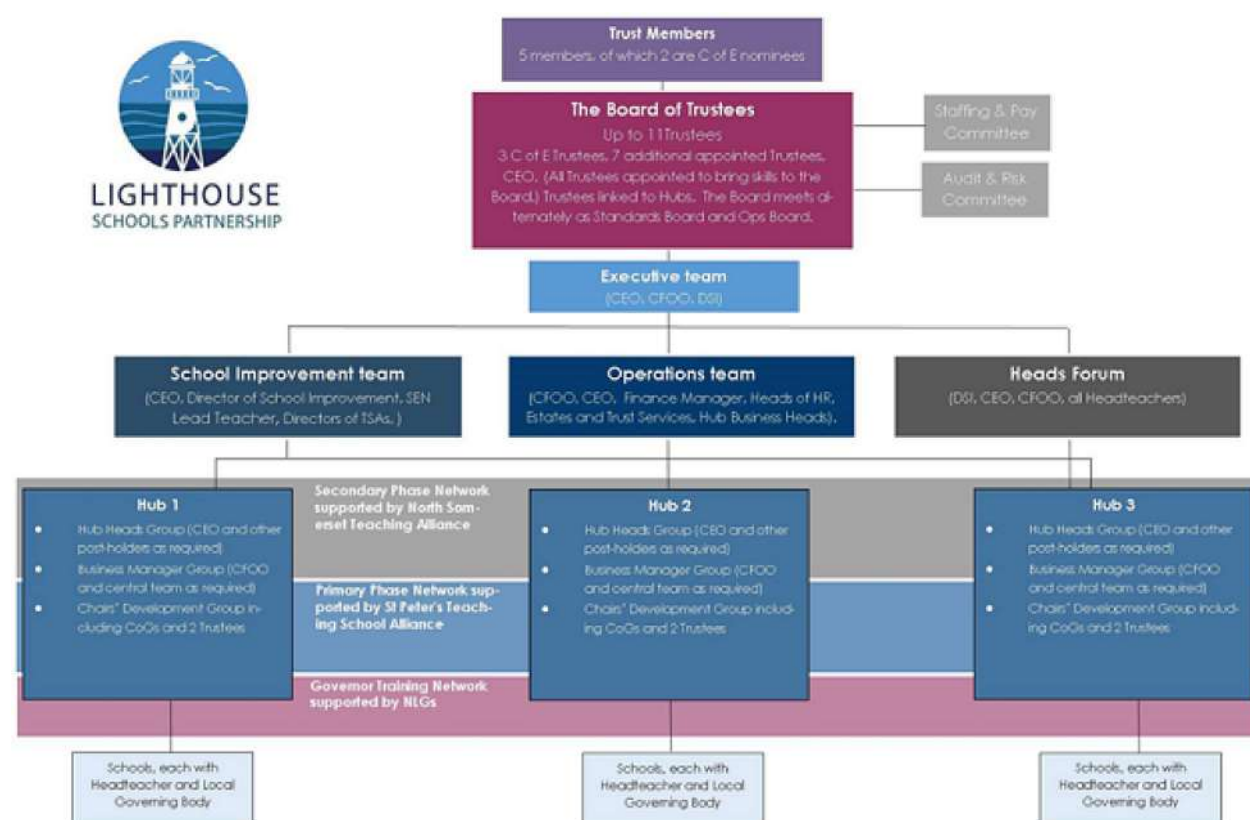 Trust Members
5 members, of which 2 are C of E nominees
The Board of Trustees
Up to 11Trustees
3 C of E Trustees, 7 additional appointed Trustees,
CEO. (All Trustees appointed to bring skills to the
Board.) Trustees linked to Hubs. The Board meets al-
ternately as Standards Board and Ops Board.
Staffing & Pay
Committee
Audit & Risk
Committee
LIGHTHOUSE
SCHOOLS PARTNERSHIP
Executive team
(CEO, CFOO, DSI)
School Improvement team
(CEO, Director of School Improvement, SEN
Lead Teacher, Directors of TSAs, )
Operations team
(CFOO, CEO, Finance Manager, Heads of HR,
Estates and Trust Services, Hub Business Heads).
Heads Forum
(DSI, CEO, CFOO, all Headteachers)
Secondary Phase Network
supported by North Som-
erset Teaching Alliance
Primary Phase Network sup-
ported by St Peter's Teach-
ing School Alliance
Governor Training Network
supported by NLGs
Hub 1
• Hub Heads Group (CEO and other
post-holders as required)
• Business Manager Group (CFOO
and central team as required)
• Chairs' Development Group in-
cluding CoGs and 2 Trustees
Hub 2
• Hub Heads Group (CEO and other
post-holders as required)
• Business Manager Group (CFOO
and central team as required)
• Chairs' Development Group includ-
ing CoGs and 2 Trustees
Hub 3
• Hub Heads Group (CEO and other
post-holders as required)
• Business Manager Group (CFOO
and central team as required)
• Chairs' Development Group includ-
ing CoGs and 2 Trustees
Schools, each with
Headteacher and Local
Governing Body
Schools, each with
Headteacher and Local
Governing Body
Schools, each with
Headteacher and Local
Governing Body